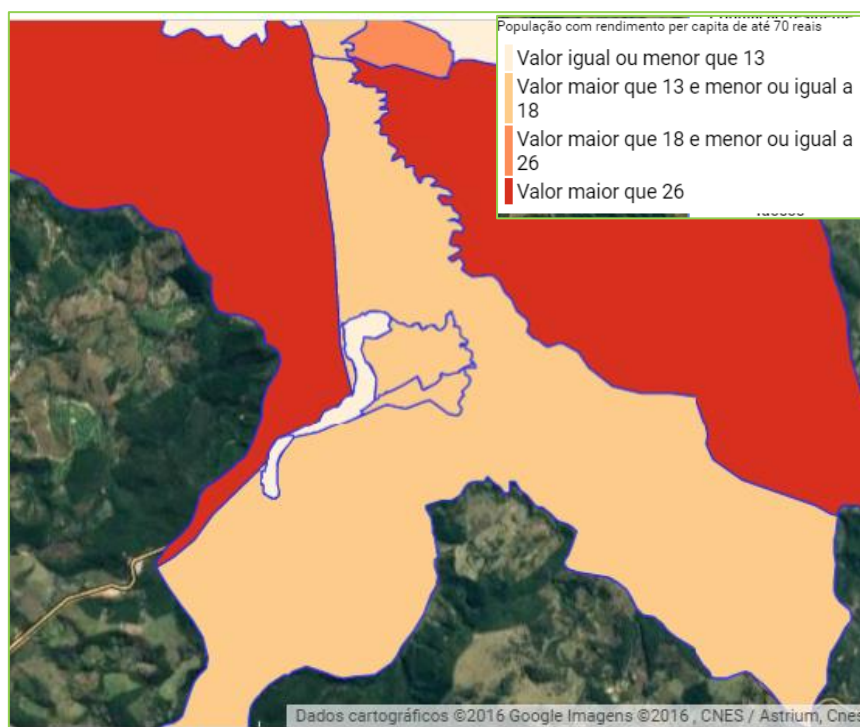 População com rendimento per capita de até 70 reais
Valor igual ou menor que 13
Valor maior que 13 e menor ou igual a
18
Valor maior que 18 e menor ou igual a
26
Valor maior que 26
Dados cartográficos ©2016 Google Imagens ©2016 , CNES / Astrium, Cnes